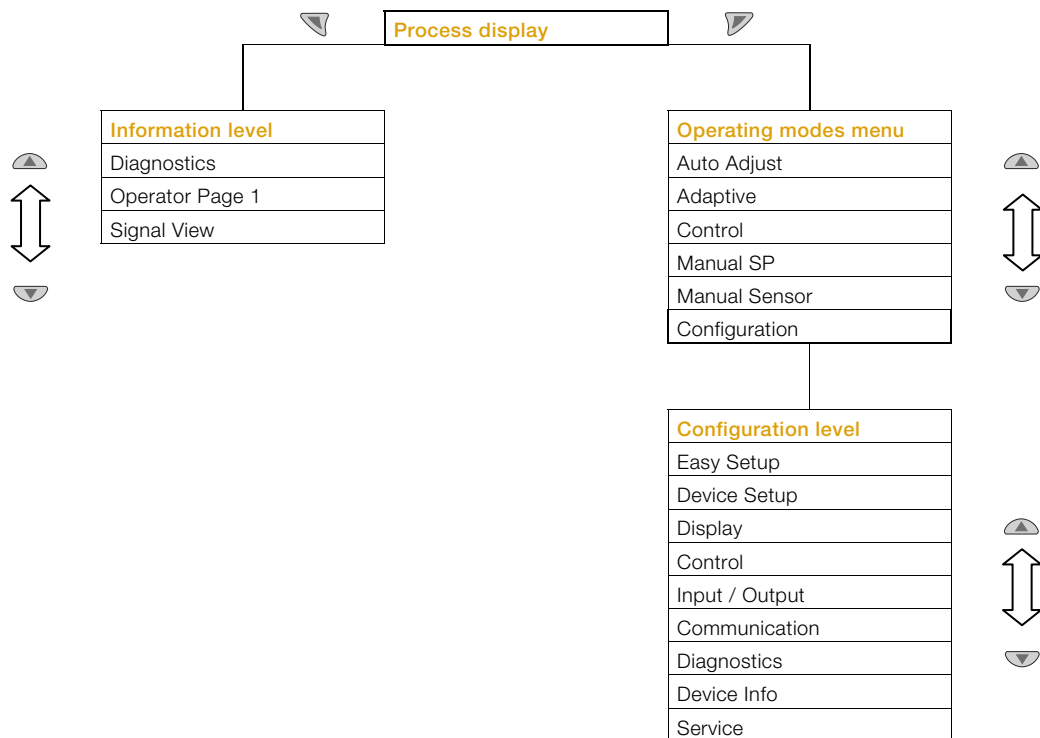 Process display
Information level
Diagnostics
Operator Page 1
Signal View
Operating modes menu
Auto Adjust
Adaptive
Control
Manual SP
Manual Sensor
Configuration
Configuration level
Easy Setup
Device Setup
Display
Control
Input / Output
Communication
Diagnostics
Device Info
Service